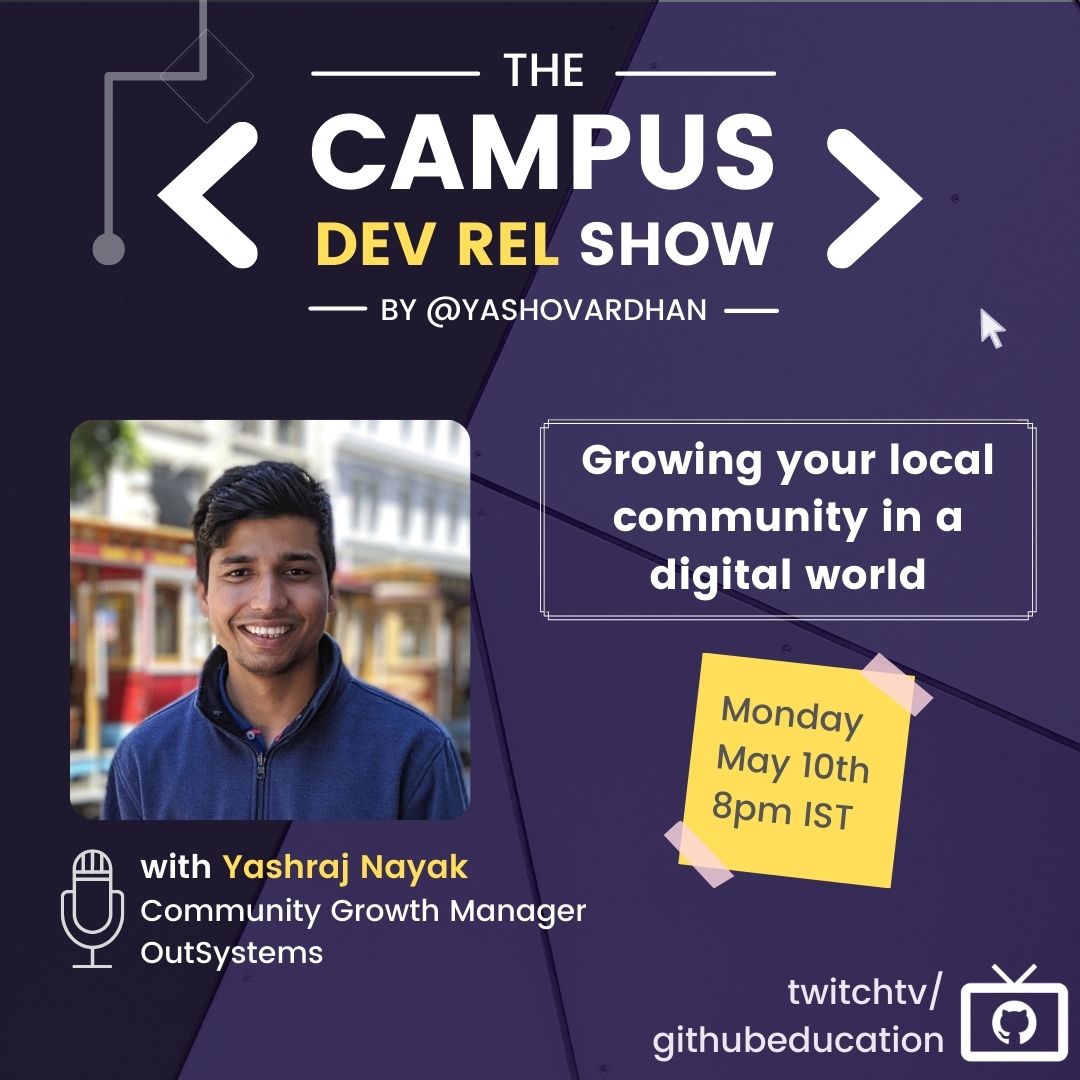 THE
CAMPUS
DEV REL SHOW
BY @YASHOVARDHAN
Growing your local
community in a
digital world
Monday
May 10th
8pm IST
with Yashraj Nayak
Community Growth Manager
OutSystems
twitchtv/
githubeducation